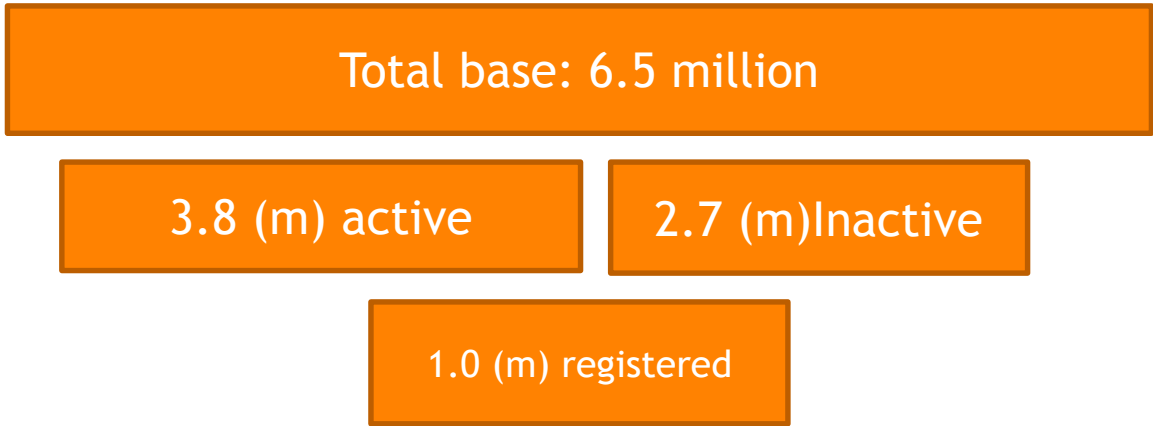 Total base: 6.5 million
3.8 (m) active
2.7 (m)Inactive
1.0 (m) registered